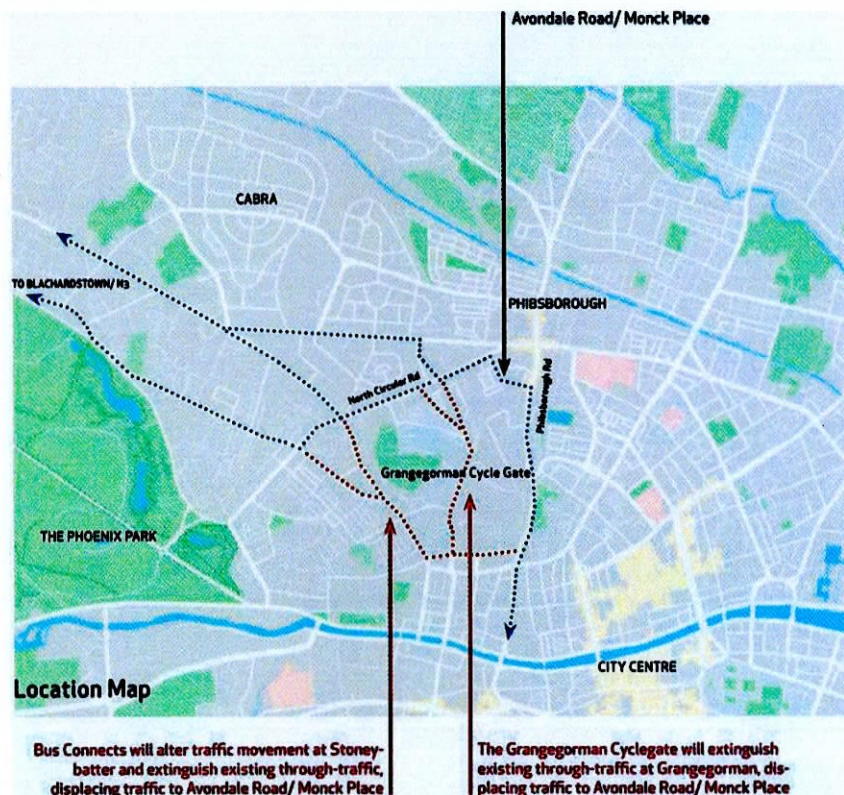 Avondale Road/ Monck Place
CABRA
TO BLACHARDSTOWN/ N3
PHIBSBOROUGH
North Circular Rd
Phibsborough Rd
Grangegorman Cycle Gate
THE PHOENIX PARK
CITY CENTRE
Location Map
Bus Connects will alter traffic movement at Stoney-
batter and extinguish existing through-traffic,
displacing traffic to Avondale Road/ Monck Place
The Grangegorman Cyclegate will extinguish
existing through-traffic at Grangegorman, dis-
placing traffic to Avondale Road/ Monck Place